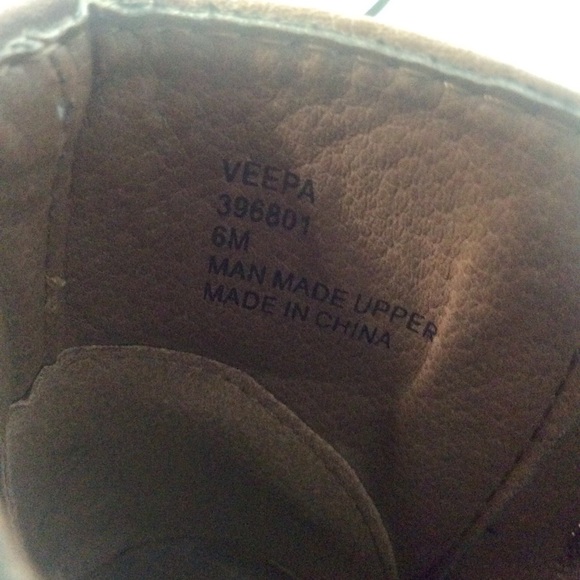 VEEPA
396801
6M
MAN MADE UPPER
MADE IN CHINA